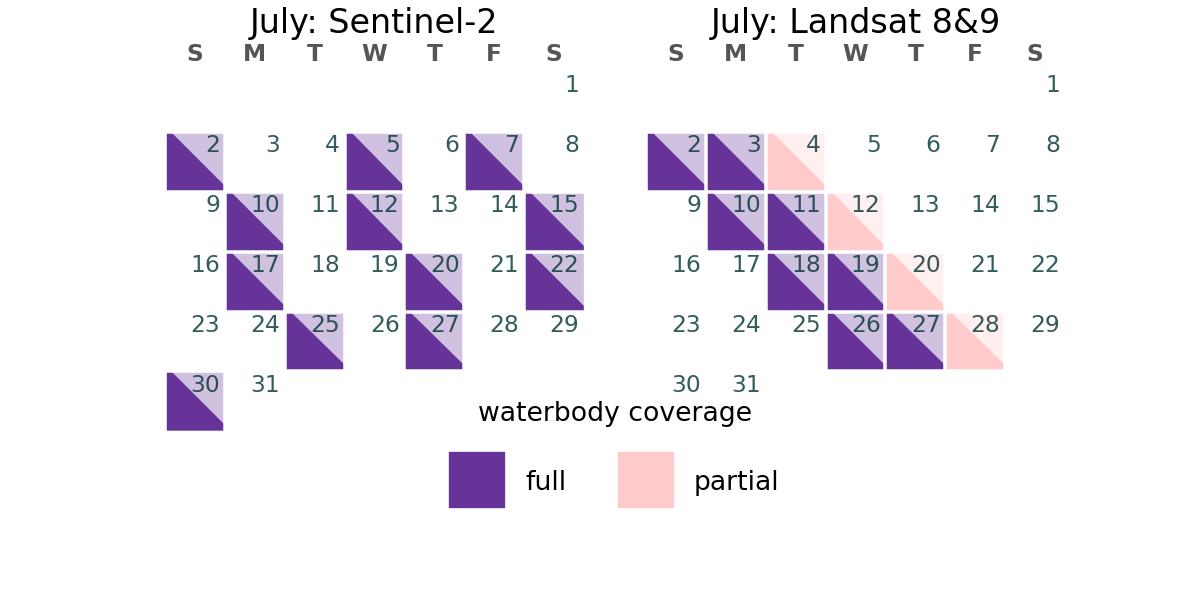 July: Sentinel-2
S M T W T F S
1
2 3 4 5 6 7 8
9 10 11 12 13 14 15
16 17 18 19 20 21 22
23 24 25 26 27 28 29
30 31
July: Landsat 8&9
S M T W T F S
1
2 3 4 5 6 7 8
9 10 11 12 13 14 15
16 17 18 19 20 21 22
23 24 25 26 27 28 29
30 31
waterbody coverage
full partial